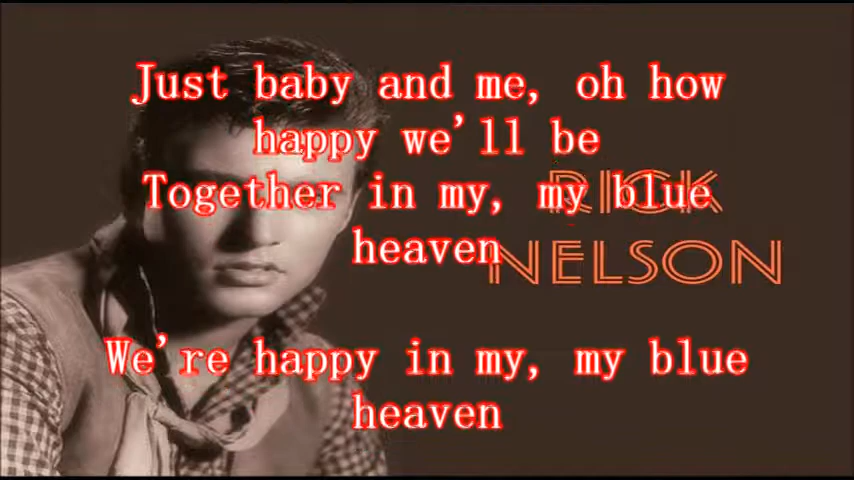 Just baby and me, oh how
happy we'll be
Together in my, my blue
heaven
RICK
NELSON
We're happy in my, my blue
heaven